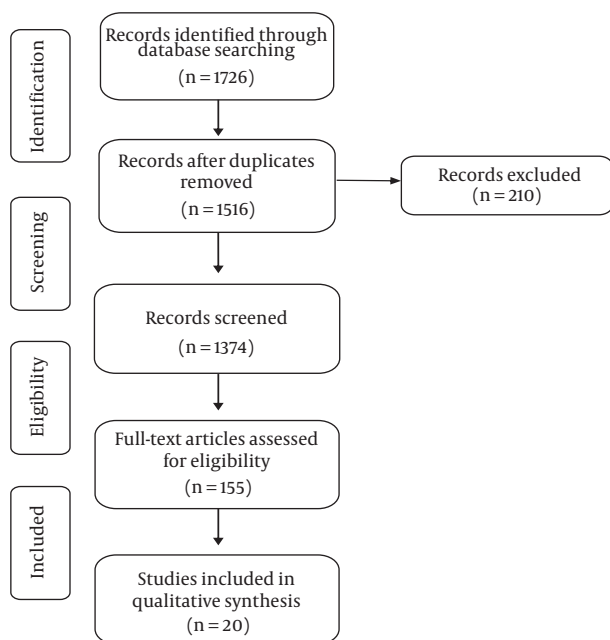 Identification
Records identified through
database searching
(n = 1726)
Records after duplicates
removed
(n = 1516)
Records excluded
(n = 210)
Screening
Records screened
(n = 1374)
Eligibility
Full-text articles assessed
for eligibility
(n = 155)
Included
Studies included in
qualitative synthesis
(n = 20)